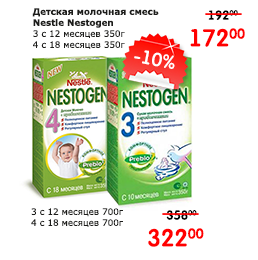 Детская молочная смесь
Nestle Nestogen
3 с 12 месяцев 350г
4 с 18 месяцев 350г
192⁰⁰
172⁰⁰
-10%
NEW
Nestlé
NESTOGEN
4
Prebio
С 18 месяцев
Nestlé
NESTOGEN
3
КОМФОРТНОЕ
Prebio
С 10 месяцев
3 с 12 месяцев 700г
4 с 18 месяцев 700г
358⁰⁰
322⁰⁰